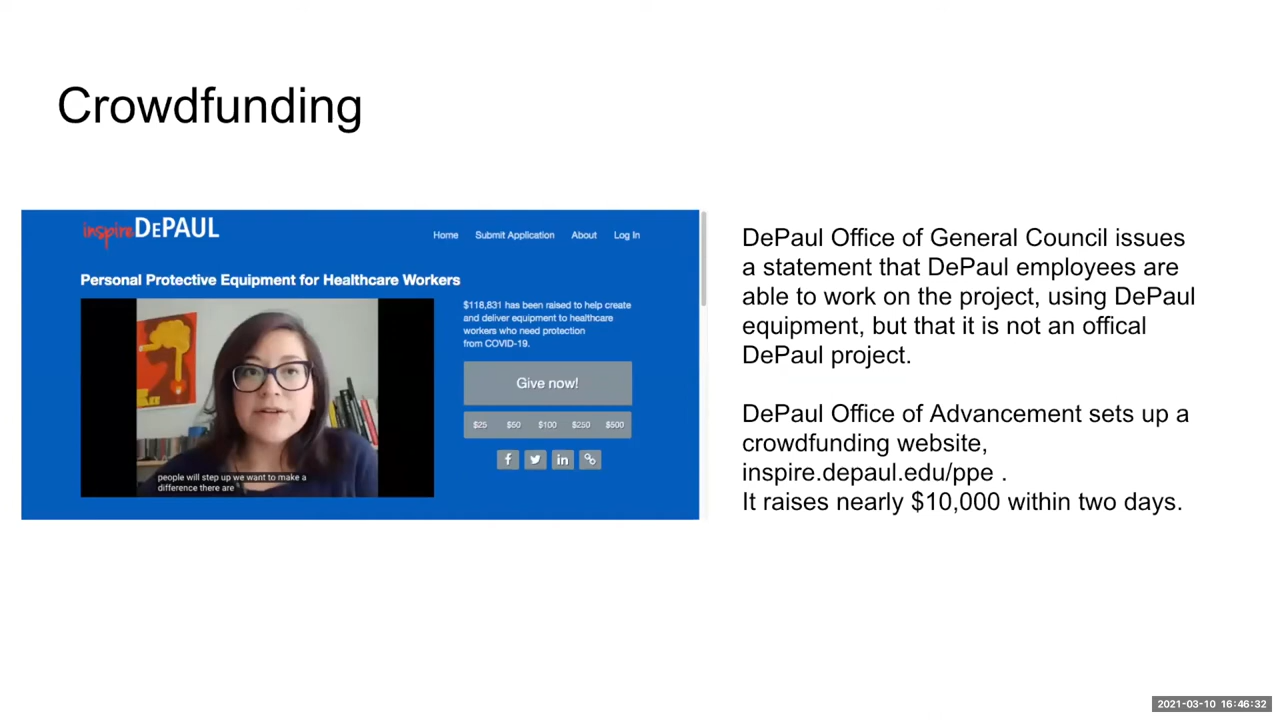 Crowdfunding
inspireDEPAUL
Home Submit Application About Log In
Personal Protective Equipment for Healthcare Workers
$118,831 has been raised to help create
and deliver equipment to healthcare
workers who need protection
from COVID-19.
Give now!
$25 $50 $100 $250 $500
people will step up we want to make a
difference there are
DePaul Office of General Council issues
a statement that DePaul employees are
able to work on the project, using DePaul
equipment, but that it is not an offical
DePaul project.
DePaul Office of Advancement sets up a
crowdfunding website,
inspire.depaul.edu/ppe .
It raises nearly $10,000 within two days.
2021-03-10 16:46:32